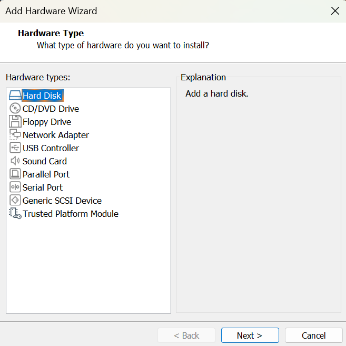 Add Hardware Wizard
Hardware Type
What type of hardware do you want to install?
Hardware types:
Hard Disk
CD/DVD Drive
Floppy Drive
Network Adapter
USB Controller
Sound Card
Parallel Port
Serial Port
Generic SCSI Device
Trusted Platform Module
Explanation
Add a hard disk.
< Back
Next >
Cancel